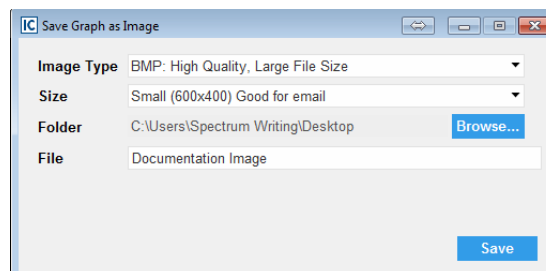 IC Save Graph as Image
Image Type BMP: High Quality, Large File Size
Size Small (600x400) Good for email
Folder C:\Users\Spectrum Writing\Desktop Browse...
File Documentation Image
Save